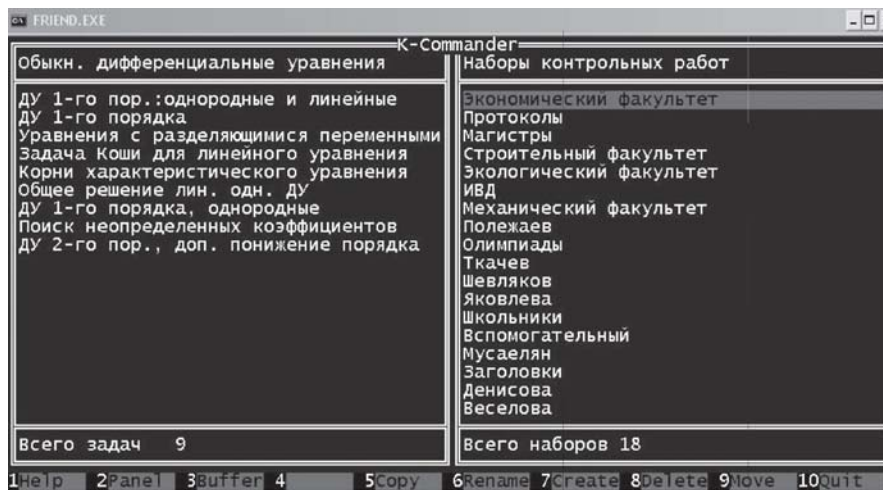 FRIEND.EXE
K-Commander
Обыкн. дифференциальные уравнения
ДУ 1-го пор.:однородные и линейные
ДУ 1-го порядка
Уравнения с разделяющимися переменными
Задача Коши для линейного уравнения
Корни характеристического уравнения
Общее решение лин. одн. ДУ
ДУ 1-го порядка, однородные
Поиск неопределенных коэффициентов
ДУ 2-го пор., доп. понижение порядка
Всего задач 9
Наборы контрольных работ
Экономический факультет
Протоколы
Магистры
Строительный факультет
Экологический факультет
ИВД
Механический факультет
Полежаев
Олимпиады
Ткачев
Шевляков
Яковлева
Школьники
Вспомогательный
Мусаелян
Заголовки
Денисова
Веселова
Всего наборов 18
1Help 2Panel 3Buffer 4 5Copy 6Rename 7Create 8Delete 9Move 10Quit